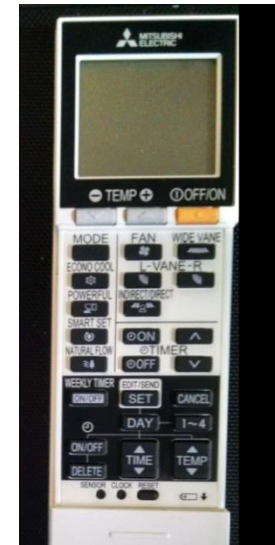 MITSUBISHI
ELECTRIC
TEMP OFF/ON
MODE FAN WIDE VANE
ECONO COOL L-VANE-R
POWERFUL INDIRECT/DIRECT
SMART SET
ON
TIMER
NATURAL FLOW OFF
WEEKLY TIMER EDIT/SEND
ON/OFF SET CANCEL
DAY 1~4
ON/OFF
TIME TEMP
DELETE
SENSOR CLOCK RESET